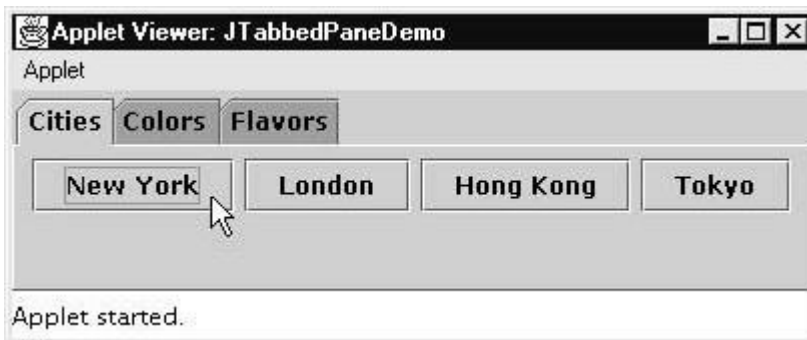 Applet Viewer: JTabbedPaneDemo
Applet
Cities Colors Flavors
New York London Hong Kong Tokyo
Applet started.